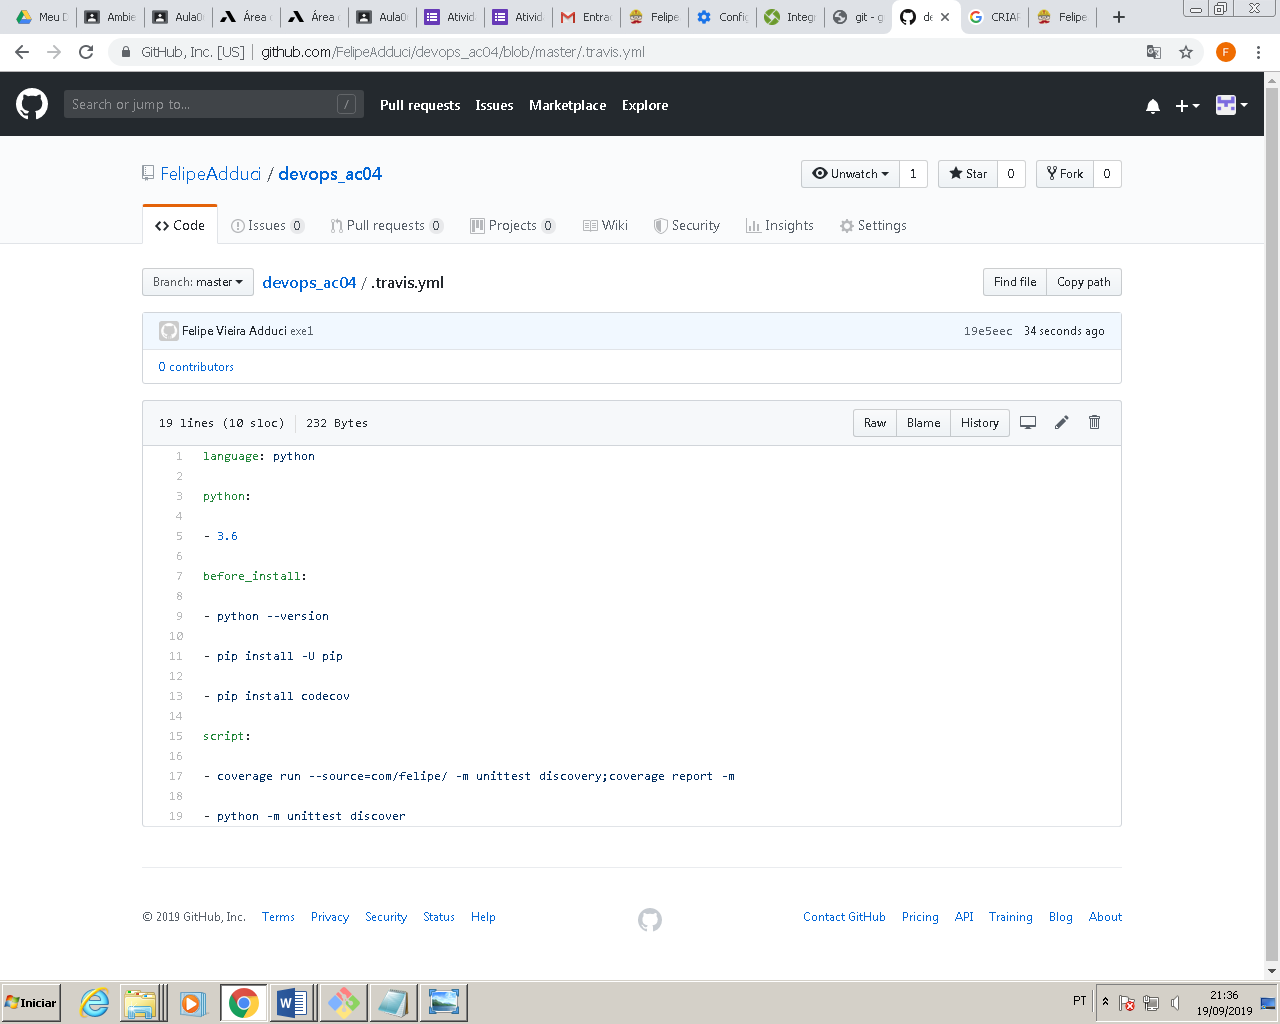 Meu D
Ambie
Aula0
Área
Área
Aula0
Ativid
Ativid
Entrad
Felipe
Config
Integr
git - g
de
CRIAR
Felipe.
GitHub, Inc. [US] | github.com/FelipeAdduci/devops_ac04/blob/master/.travis.yml
F
Search or jump to... /
Pull requests Issues Marketplace Explore
FelipeAdduci / devops_ac04
Unwatch 1 Star 0 Fork 0
Code Issues 0 Pull requests 0 Projects 0 Wiki Security Insights Settings
Branch: master devops_ac04 / .travis.yml Find file Copy path
Felipe Vieira Adduci exe1 19e5eec 34 seconds ago
0 contributors
19 lines (10 sloc) 232 Bytes Raw Blame History
1 language: python
2
3 python:
4
5 - 3.6
6
7 before_install:
8
9 - python --version
10
11 - pip install -U pip
12
13 - pip install codecov
14
15 script:
16
17 - coverage run --source=com/felipe/ -m unittest discovery;coverage report -m
18
19 - python -m unittest discover
© 2019 GitHub, Inc. Terms Privacy Security Status Help Contact GitHub Pricing API Training Blog About
Iniciar PT 21:36
19/09/2019